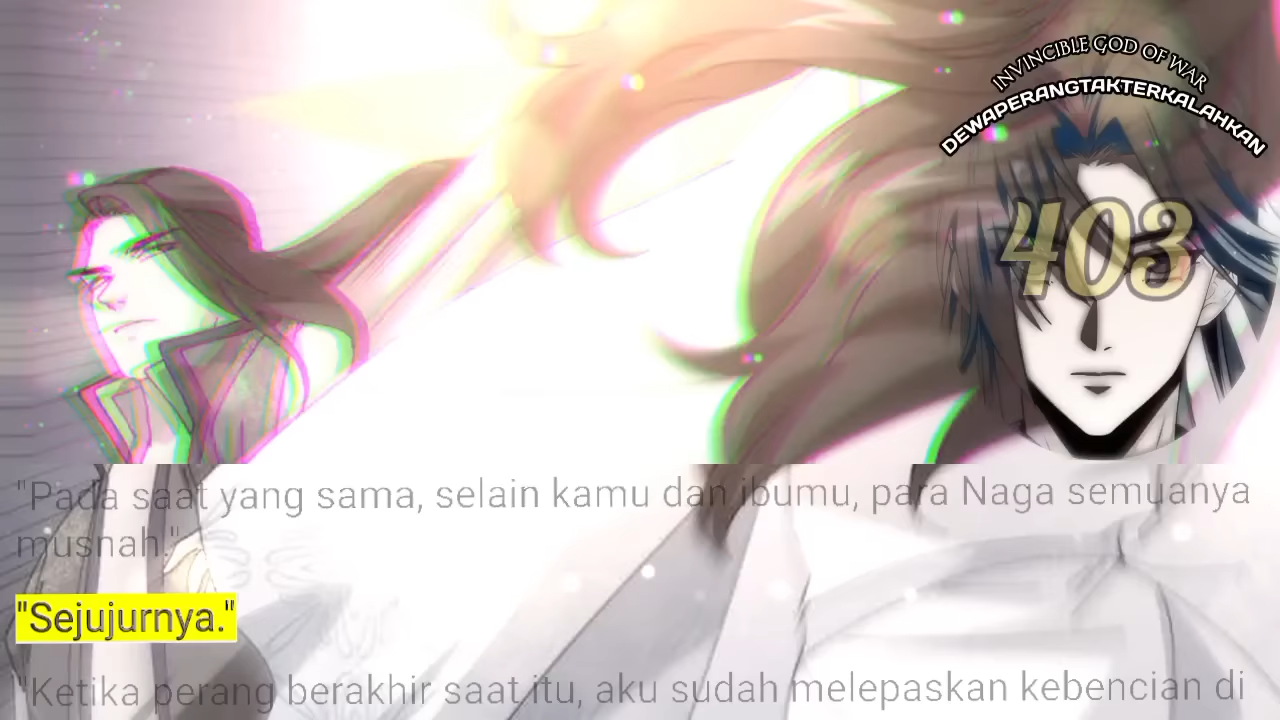 INVINCIBLE GOD OF WAR
DEWAPERANGTAKTERKALAHKAN
403
"Pada saat yang sama, selain kamu dan ibumu, para Naga semuanya
musnah."
"Sejujurnya."
"Ketika perang berakhir saat itu, aku sudah melepaskan kebencian di